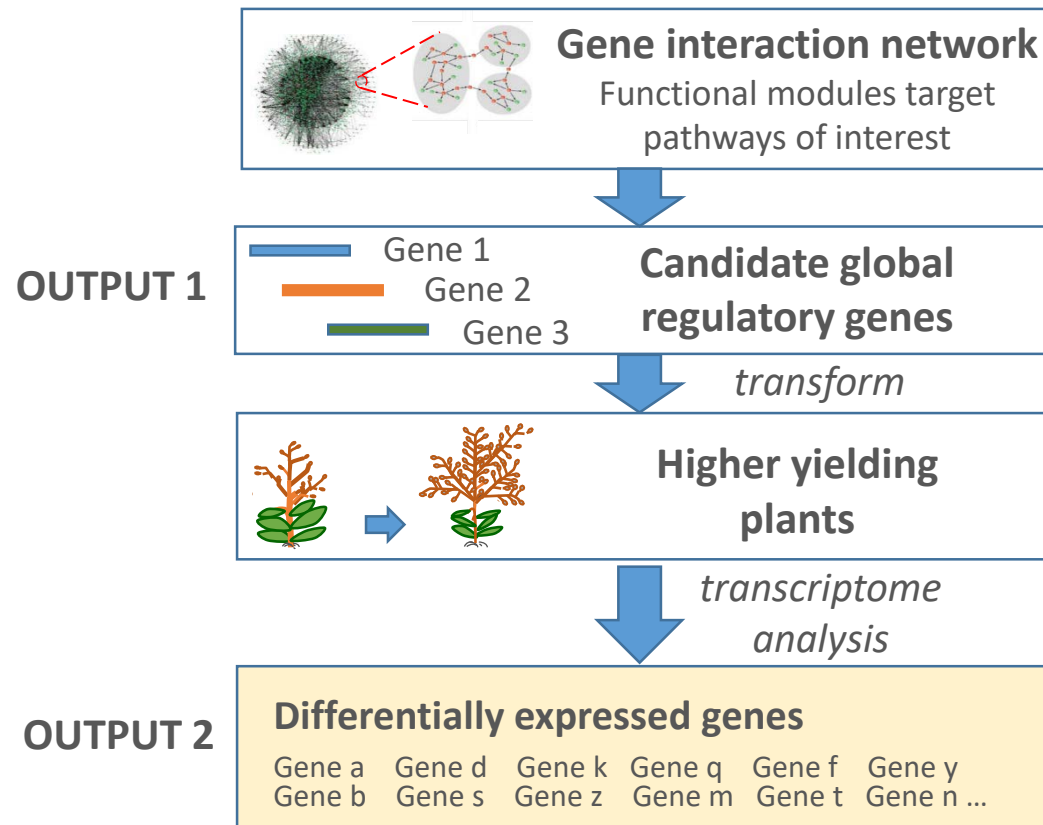 Gene interaction network
Functional modules target
pathways of interest
OUTPUT 1
Gene 1
Gene 2
Gene 3
Candidate global
regulatory genes
transform
Higher yielding
plants
transcriptome
analysis
OUTPUT 2
Differentially expressed genes
Gene a Gene d Gene k Gene q Gene f Gene y
Gene b Gene s Gene z Gene m Gene t Gene n ...